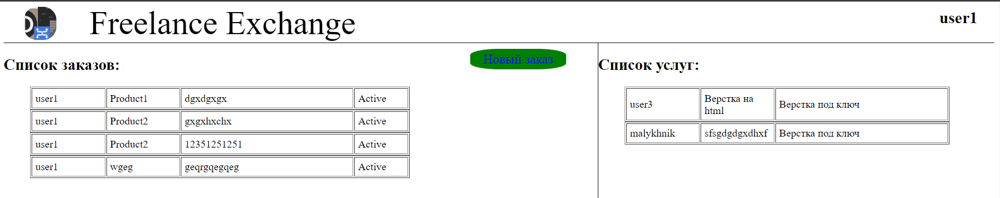 Freelance Exchange
user1
Список заказов:
Новый заказ
user1 Product1 dgxdgxgx Active
user1 Product2 gxgxhxchx Active
user1 Product2 12351251251 Active
user1 wgeg geqrgqegqeg Active
Список услуг:
user3 Верстка на html Верстка под ключ
malykhnik sfsgdgdgxdhxf Верстка под ключ